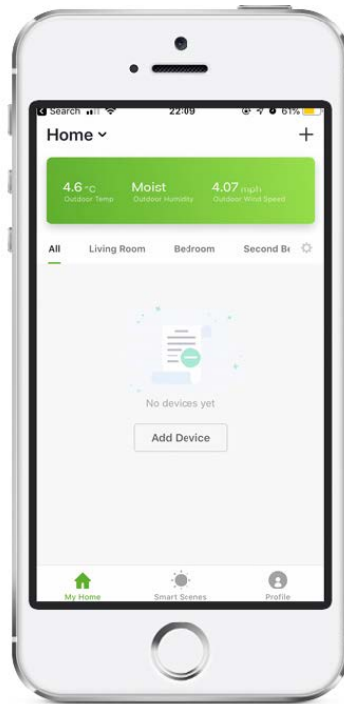 Search 22:09 61%
Home
4.6 °C Moist 4.07 mph
Outdoor Temp Outdoor Humidity Outdoor Wind Speed
All Living Room Bedroom Second Be
No devices yet
Add Device
My Home Smart Scenes Profile